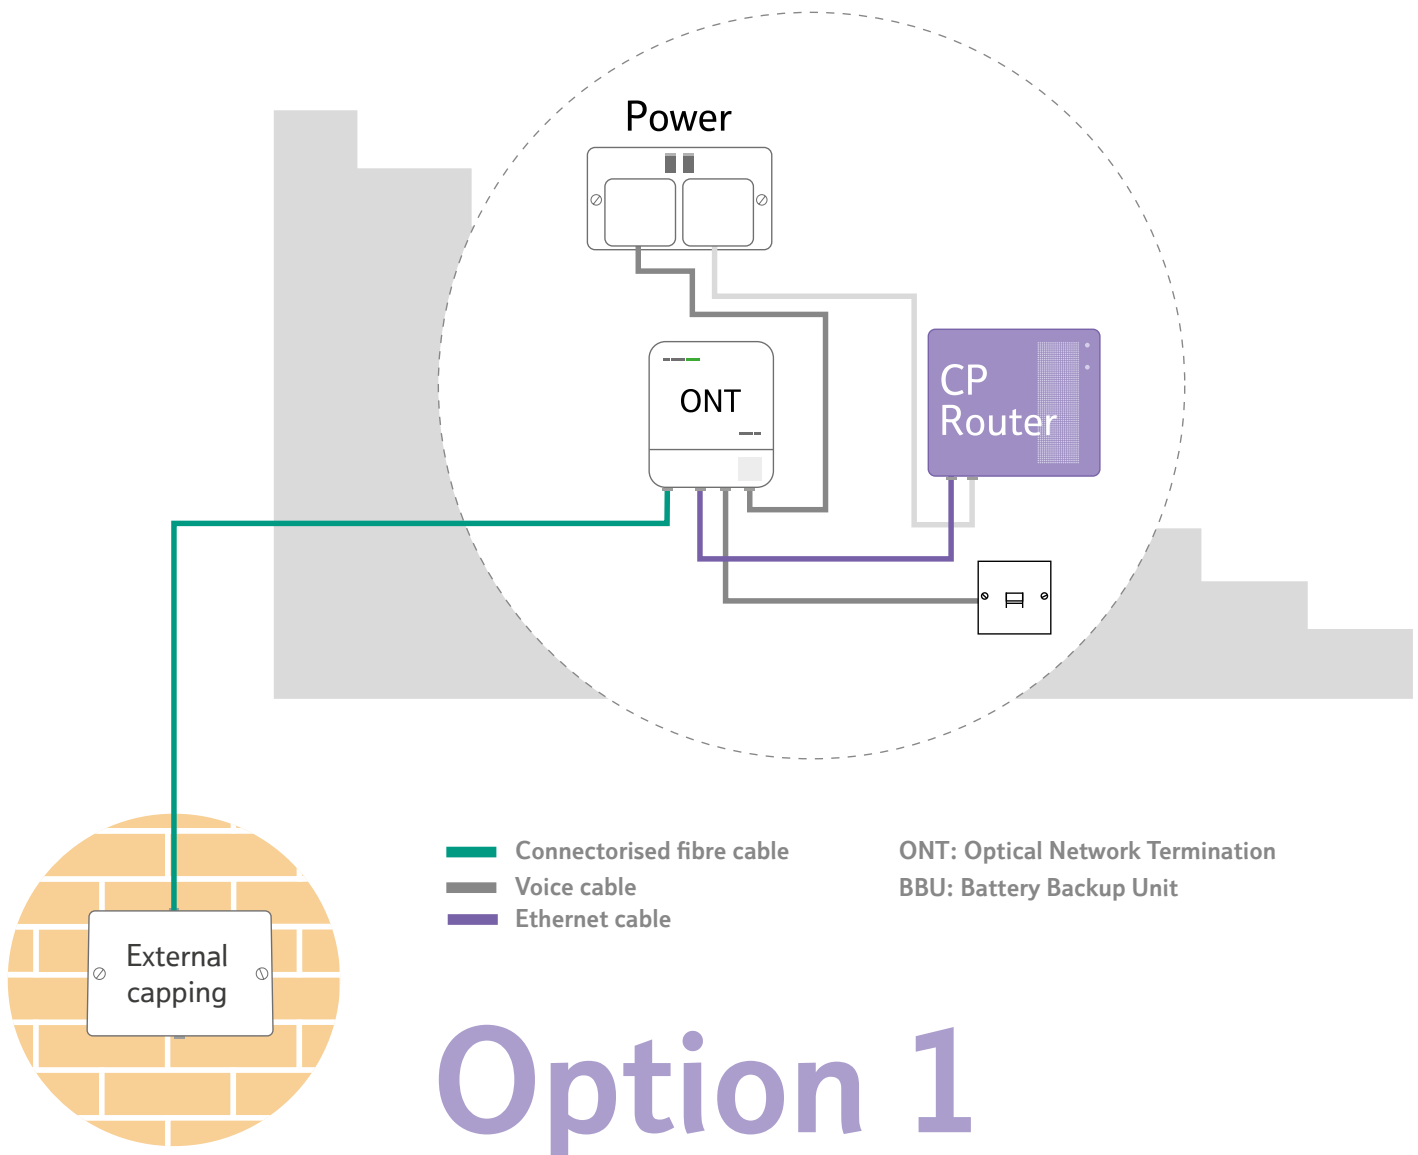 Power
ONT
CP
Router
Connectorised fibre cable
Voice cable
Ethernet cable
ONT: Optical Network Termination
BBU: Battery Backup Unit
External
capping
Option 1